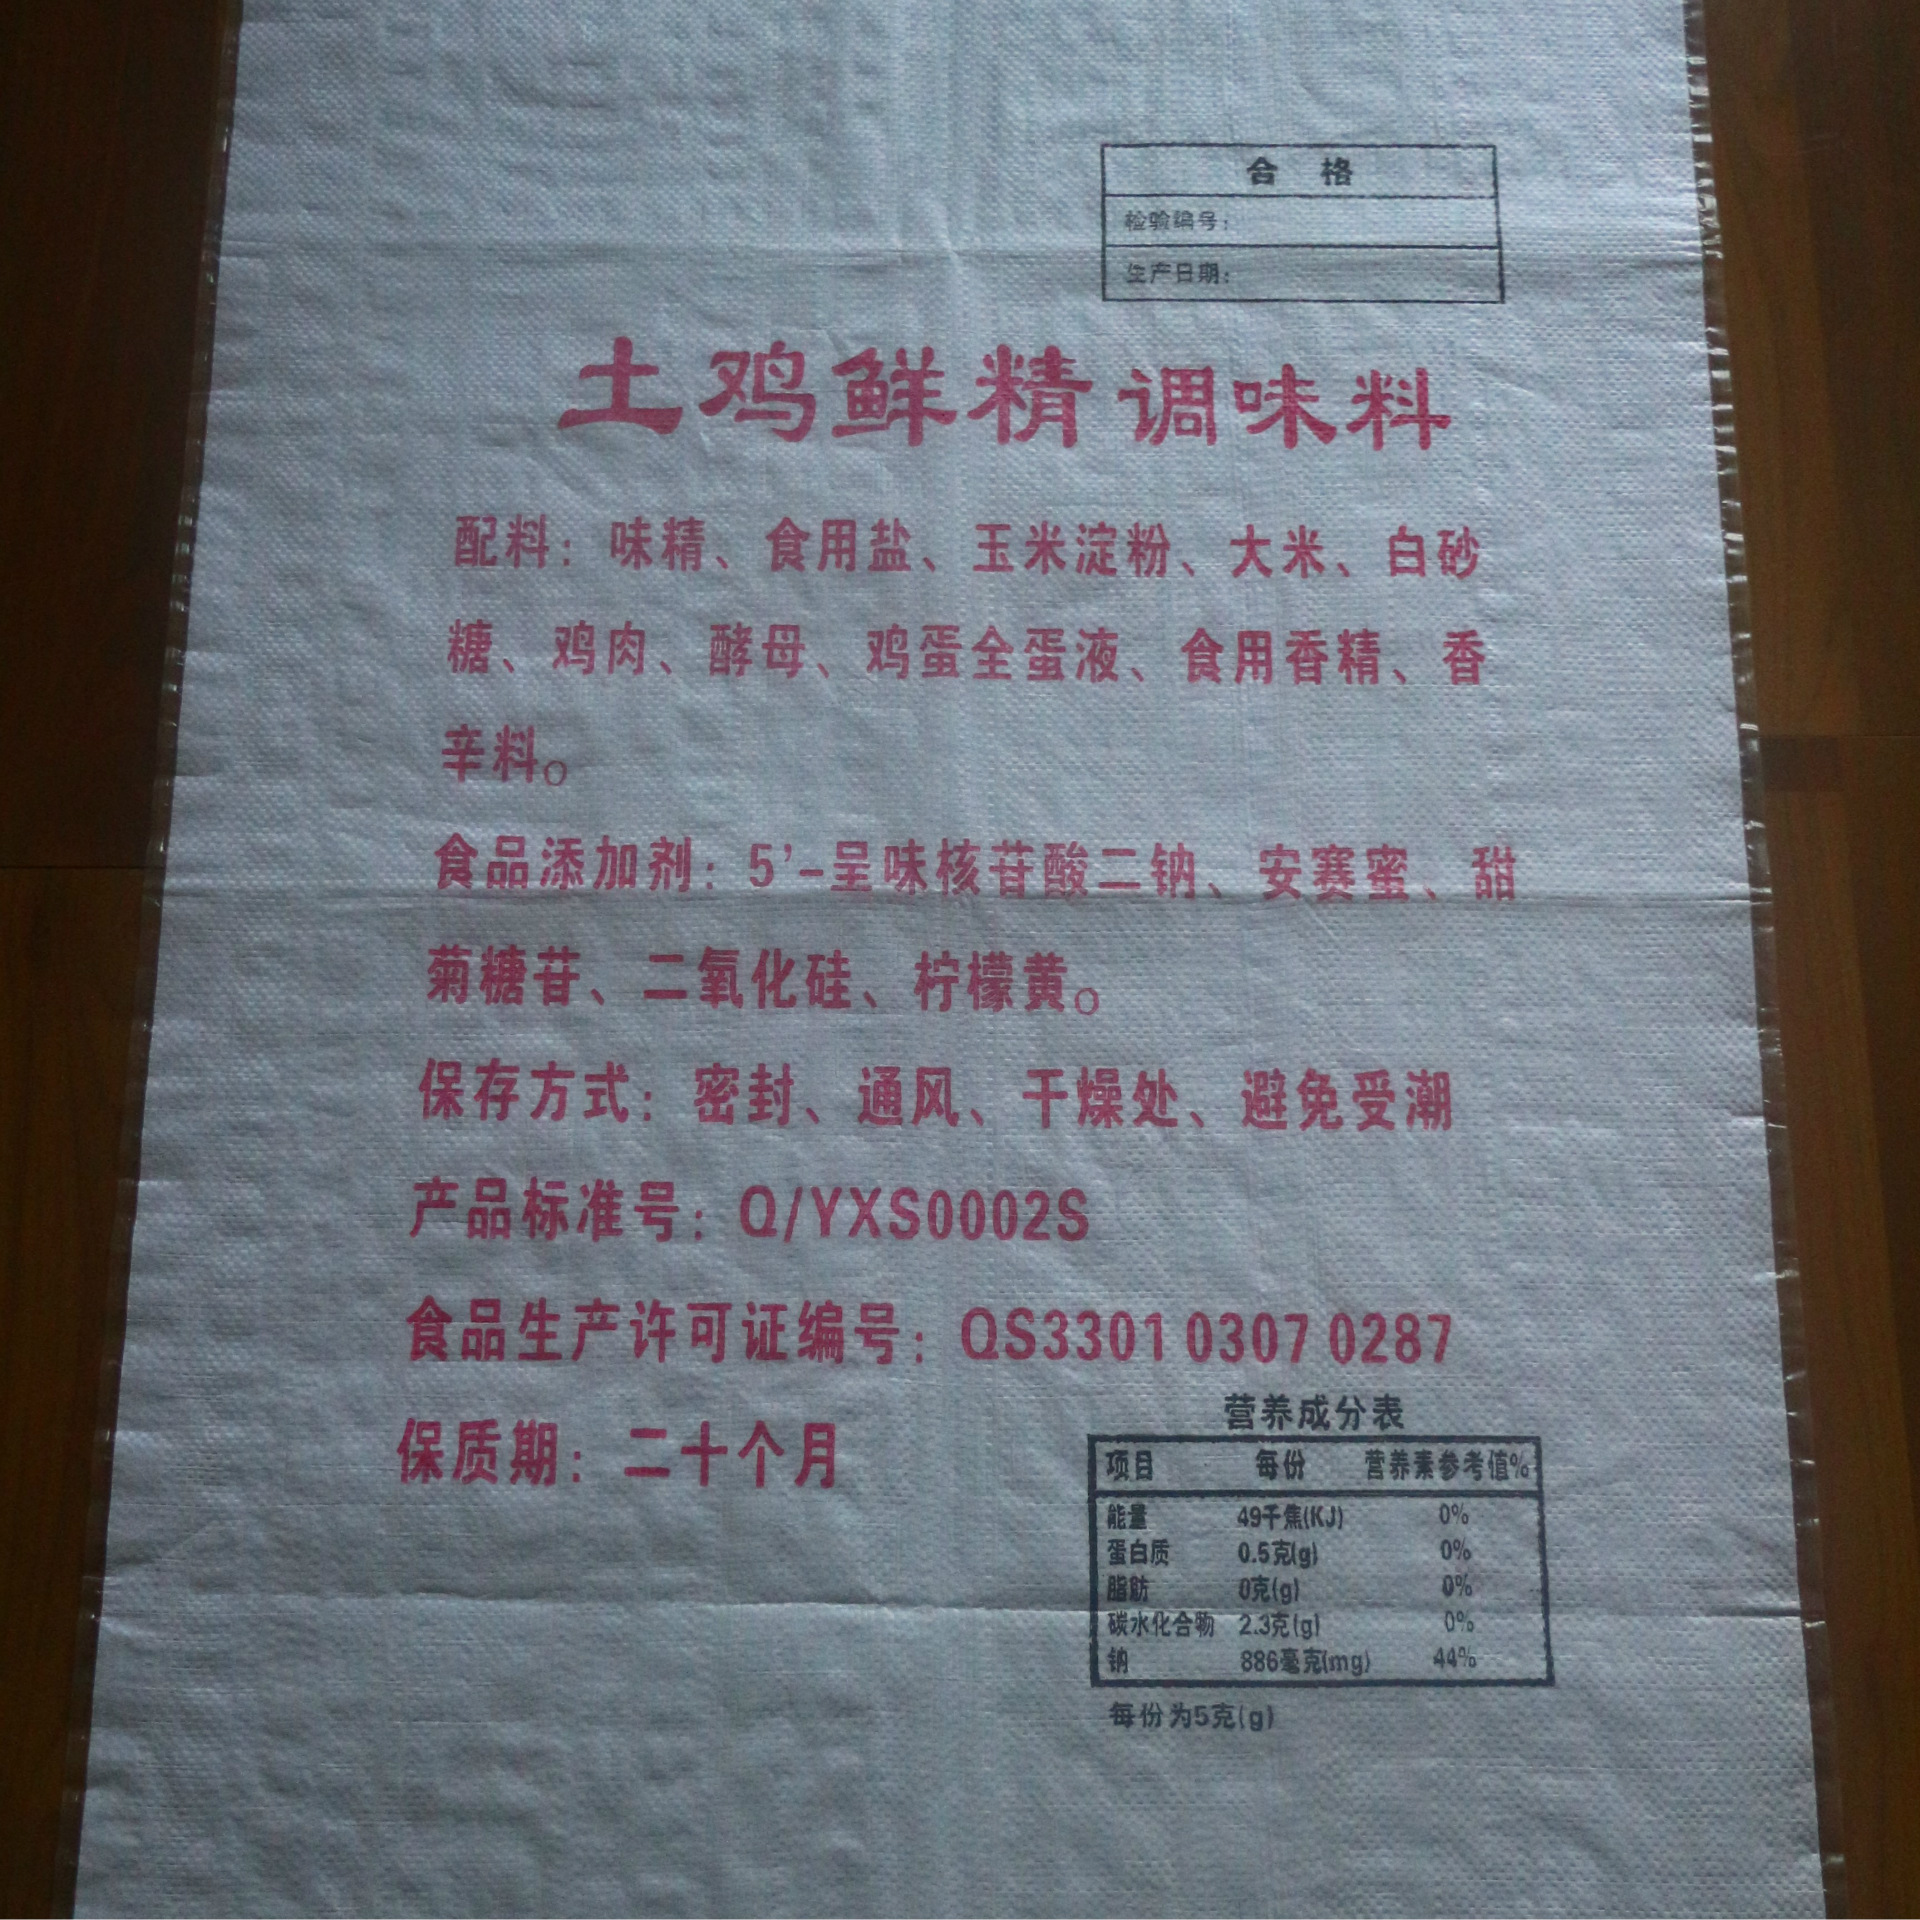 合 格
检验编号:
生产日期:
土鸡鲜精调味料
配料: 味精、食用盐、玉米淀粉、大米、白砂
糖、鸡肉、酵母、鸡蛋全蛋液、食用香精、香
辛料。
食品添加剂: 5'-呈味核苷酸二钠、安赛蜜、甜
菊糖苷、二氧化硅、柠檬黄。
保存方式: 密封、通风、干燥处、避免受潮
产品标准号: Q/YXS0002S
食品生产许可证编号: QS3301 0307 0287
保质期: 二十个月
营养成分表
项目 每份 营养素参考值%
能量 49千焦(KJ) 0%
蛋白质 0.5克(g) 0%
脂肪 0克(g) 0%
碳水化合物 2.3克(g) 0%
钠 886毫克(mg) 44%
每份为5克(g)